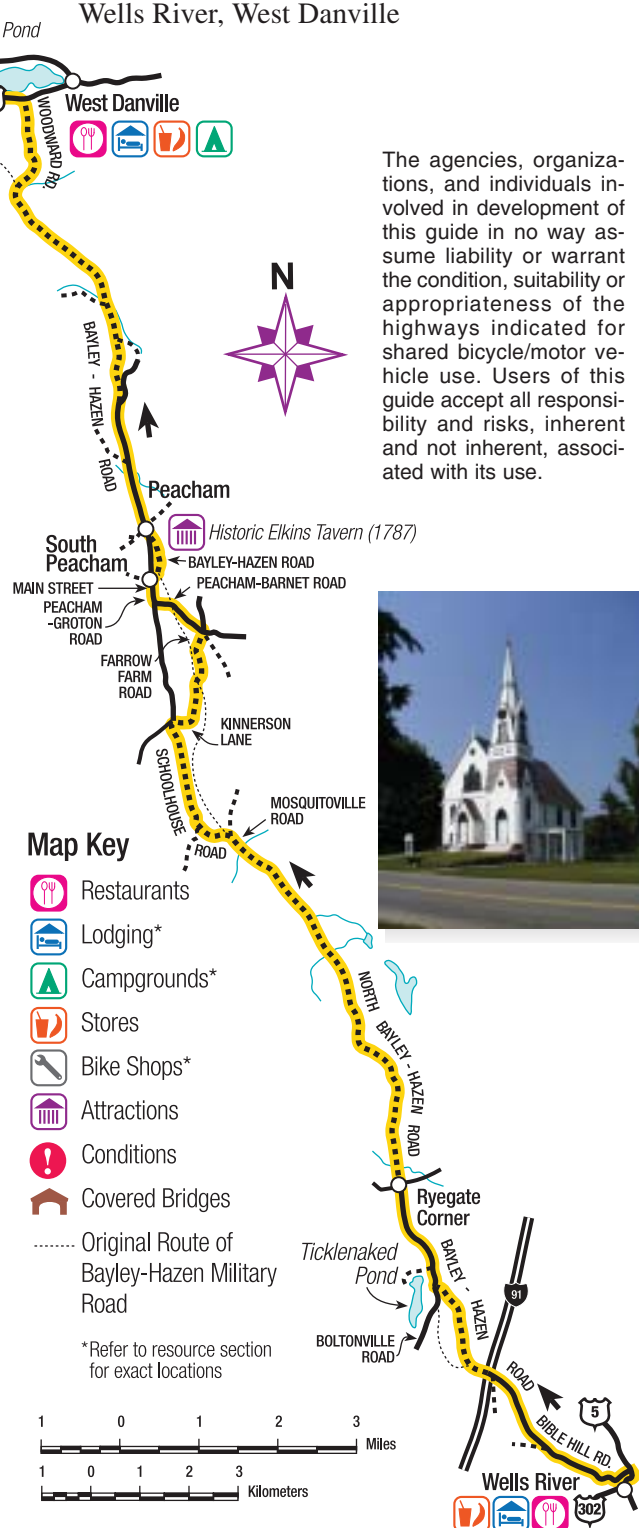 Wells River, West Danville
Pond
West Danville
WOODWARD RD.
The agencies, organiza-
tions, and individuals in-
volved in development of
this guide in no way as-
sume liability or warrant
the condition, suitability or
appropriateness of the
highways indicated for
shared bicycle/motor ve-
hicle use. Users of this
guide accept all responsi-
bility and risks, inherent
and not inherent, associ-
ated with its use.
N
BAYLEY - HAZEN ROAD
Peacham
Historic Elkins Tavern (1787)
South
Peacham
BAYLEY-HAZEN ROAD
MAIN STREET
PEACHAM-BARNET ROAD
PEACHAM
-GROTON
ROAD
FARROW
FARM
ROAD
KINNERSON
LANE
SCHOOLHOUSE ROAD
MOSQUITOVILLE
ROAD
Map Key
Restaurants
Lodging*
Campgrounds*
Stores
Bike Shops*
Attractions
! Conditions
Covered Bridges
Original Route of
Bayley-Hazen Military
Road
*Refer to resource section
for exact locations
NORTH BAYLEY - HAZEN ROAD
Ryegate
Corner
Ticklenaked
Pond
BOLTONVILLE
ROAD
BAYLEY - HAZEN ROAD
91
BIBLE HILL RD.
5
Wells River
302
1 0 1 2 3
Miles
1 0 1 2 3
Kilometers